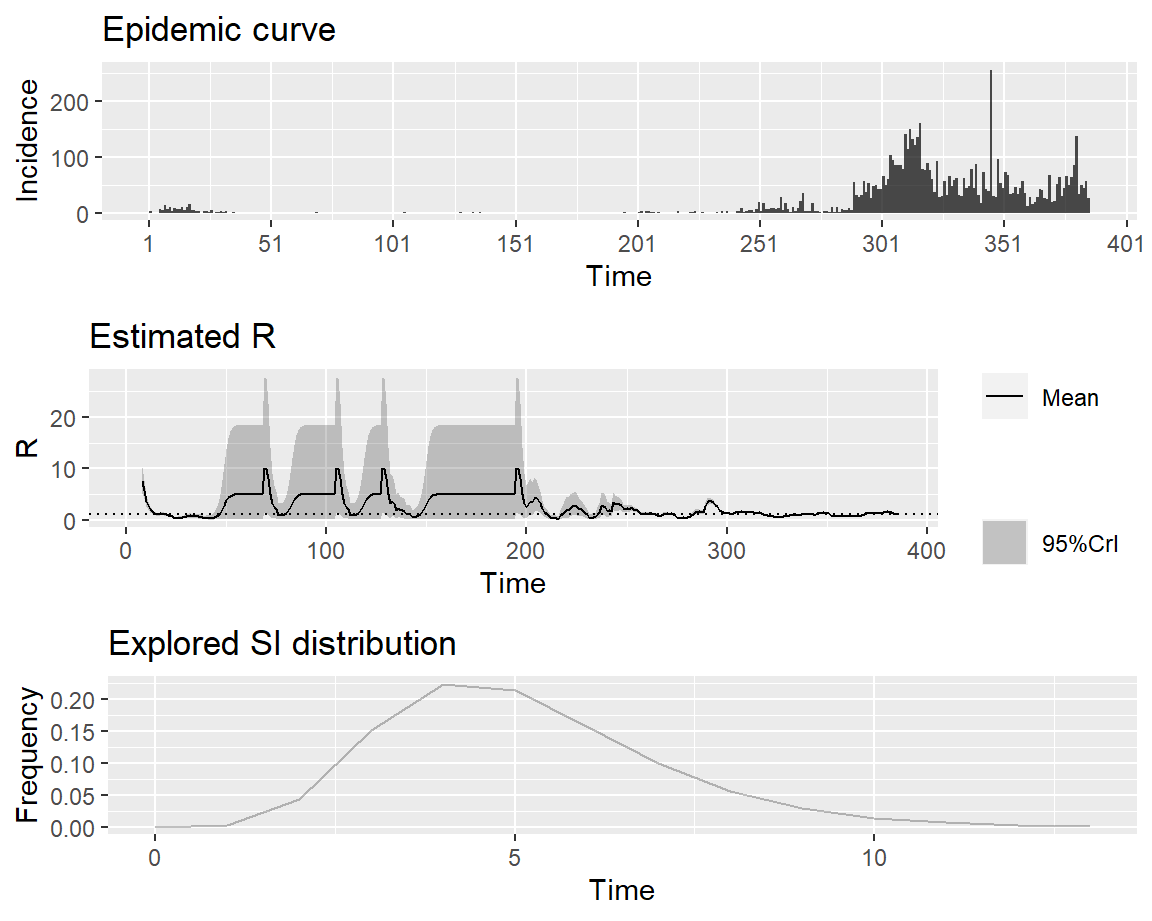 Epidemic curve
Incidence
200
100
0
1 51 101 151 201 251 301 351 401
Time
Estimated R
R
20
10
0
0 100 200 300 400
Time
Mean
95%CrI
Explored SI distribution
Frequency
0.20
0.15
0.10
0.05
0.00
0 5 10
Time